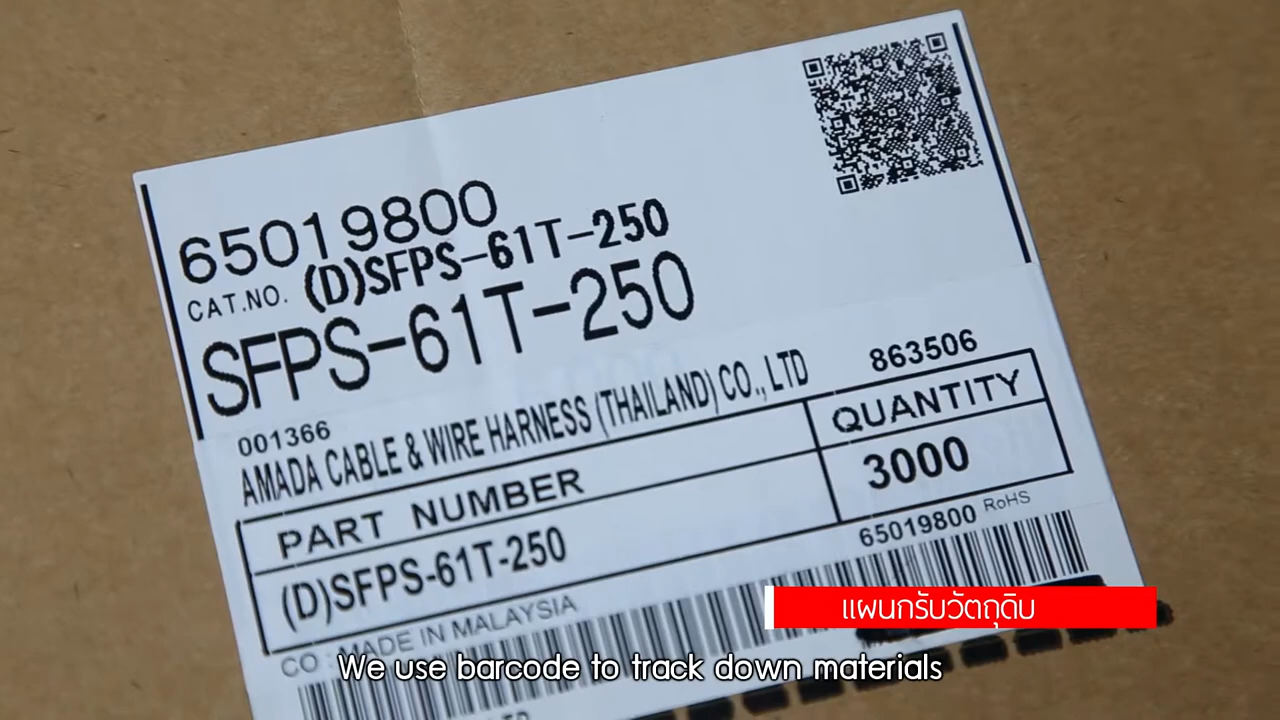 65019800
CAT.NO. (D)SFPS-61T-250
SFPS-61T-250
001366
863506
AMADA CABLE & WIRE HARNESS (THAILAND) CO., LTD
PART NUMBER
QUANTITY
(D)SFPS-61T-250
3000
65019800 RoHS
CO : MADE IN MALAYSIA
แผนกรับวัตถุดิบ
We use barcode to track down materials